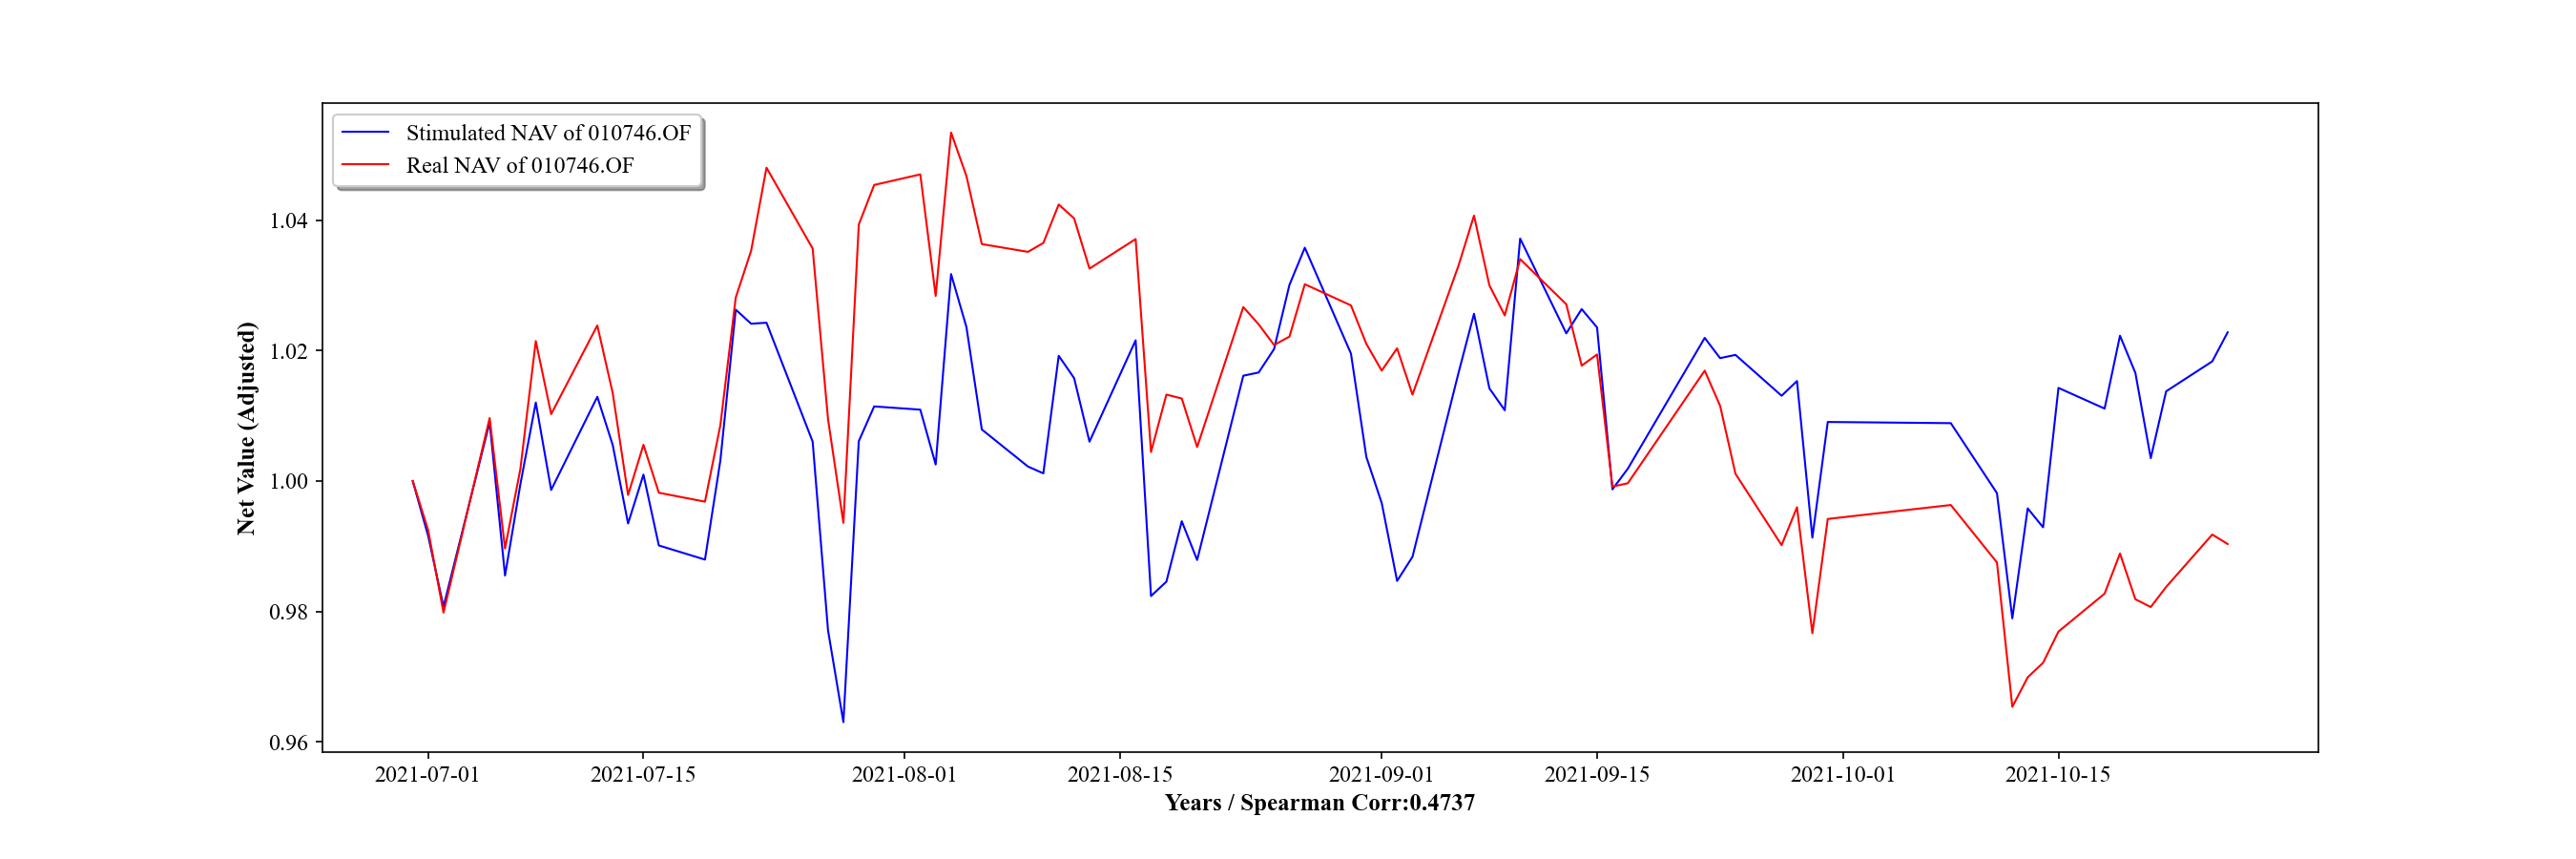 Stimulated NAV of 010746.OF
Real NAV of 010746.OF
Net Value (Adjusted)
1.04
1.02
1.00
0.98
0.96
2021-07-01 2021-07-15 2021-08-01 2021-08-15 2021-09-01 2021-09-15 2021-10-01 2021-10-15
Years / Spearman Corr:0.4737